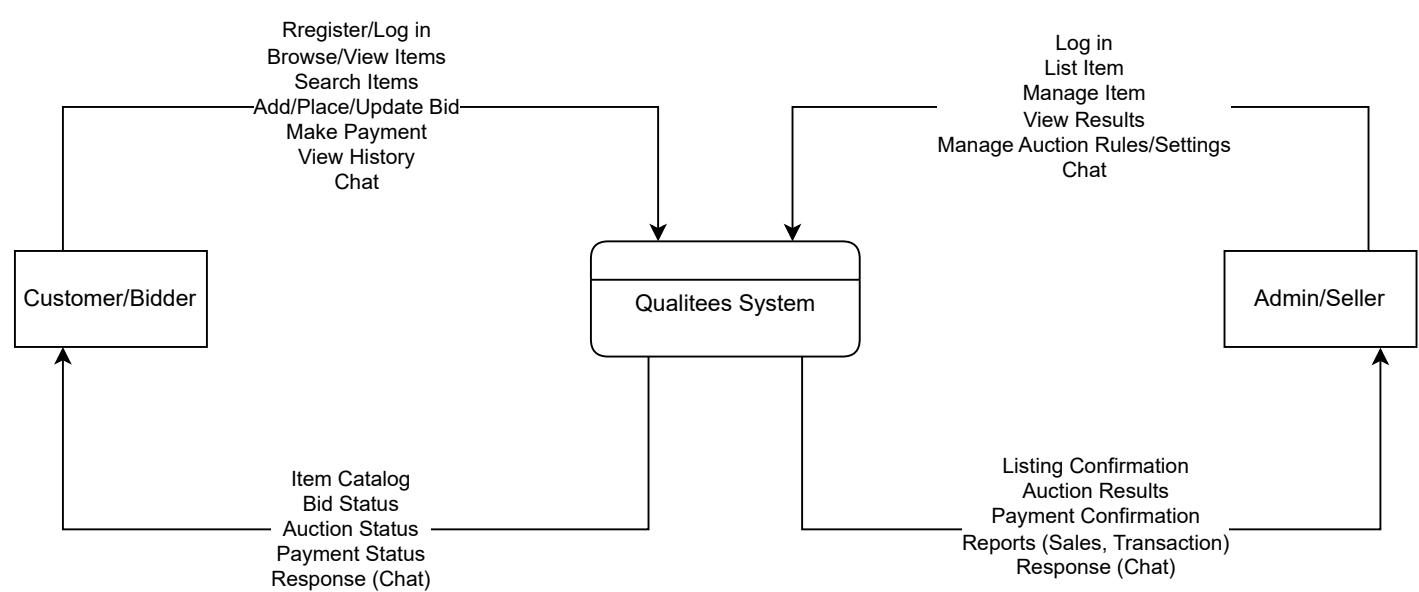 Rregister/Log in
Browse/View Items
Search Items
Add/Place/Update Bid
Make Payment
View History
Chat
Log in
List Item
Manage Item
View Results
Manage Auction Rules/Settings
Chat
Customer/Bidder
Qualitees System
Admin/Seller
Item Catalog
Bid Status
Auction Status
Payment Status
Response (Chat)
Listing Confirmation
Auction Results
Payment Confirmation
Reports (Sales, Transaction)
Response (Chat)